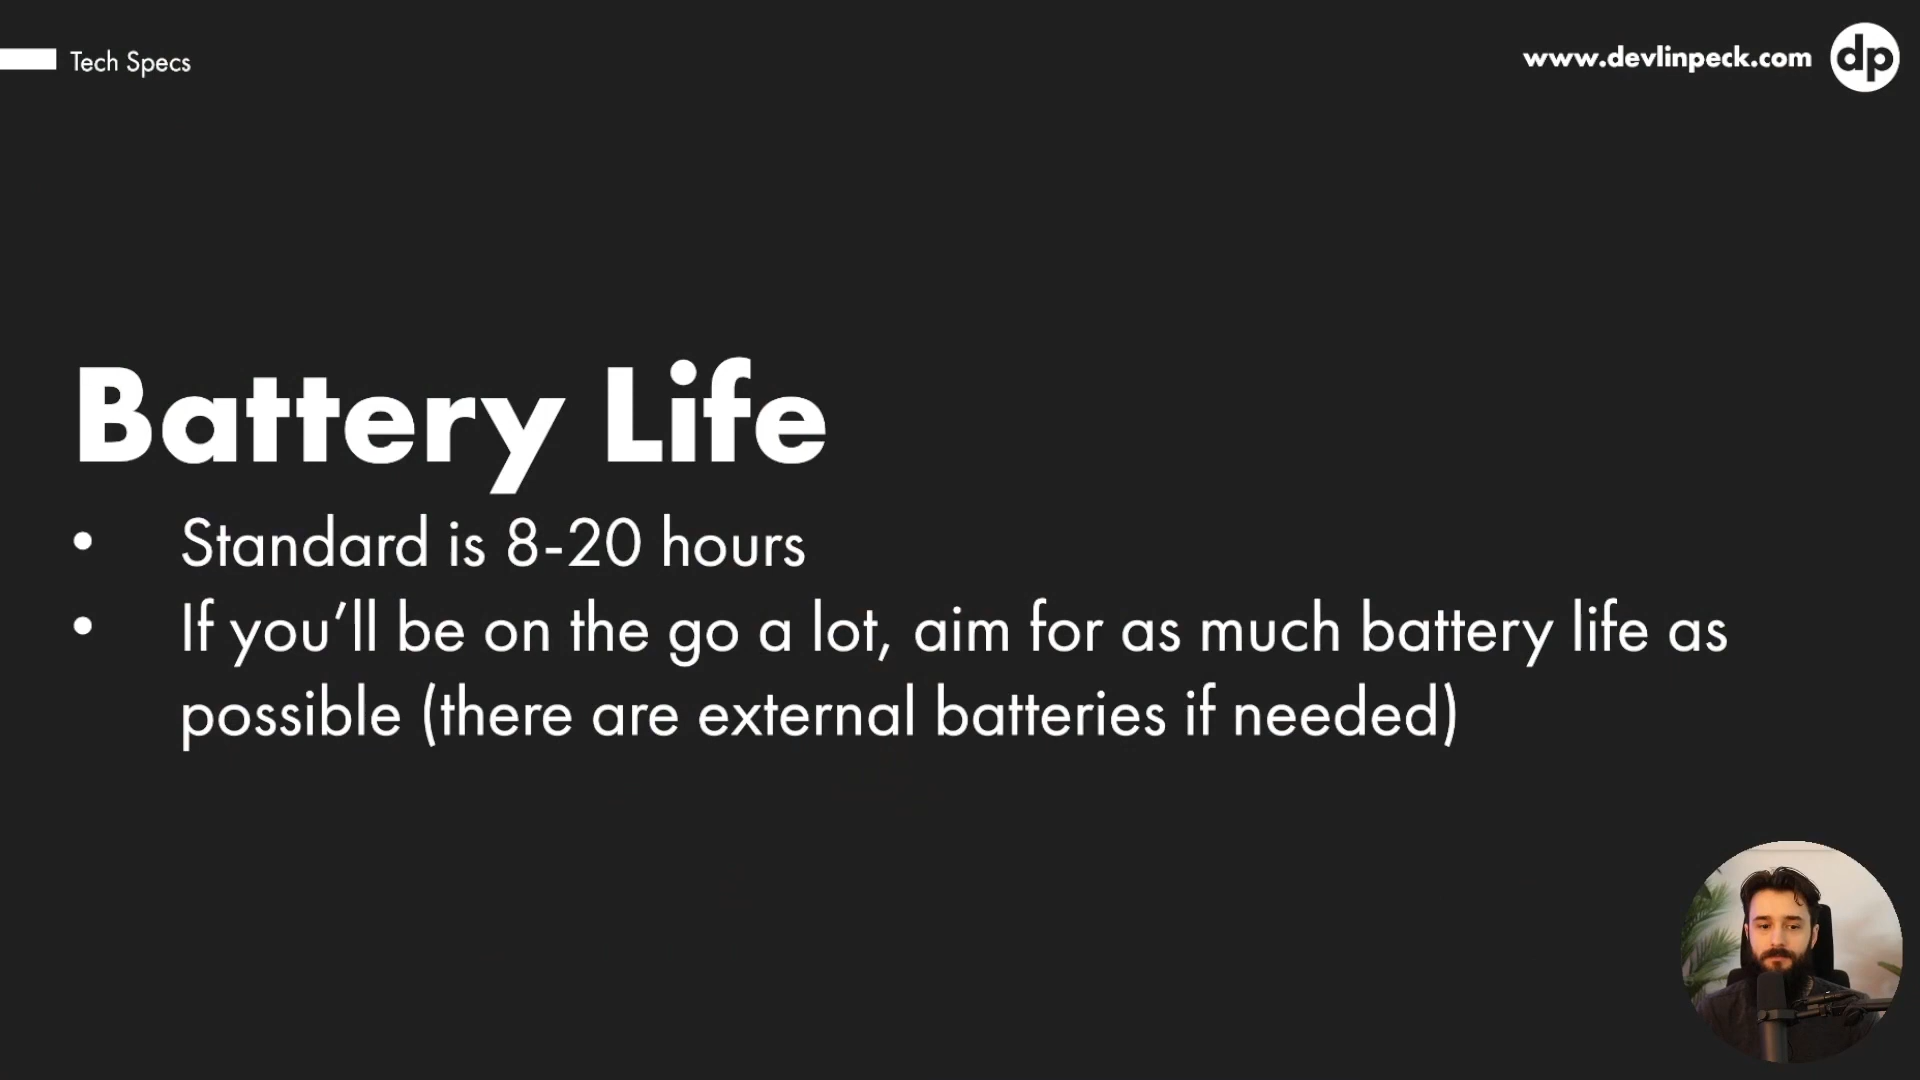 Tech Specs
www.devlinpeck.com dp
Battery Life
• Standard is 8-20 hours
• If you’ll be on the go a lot, aim for as much battery life as
possible (there are external batteries if needed)